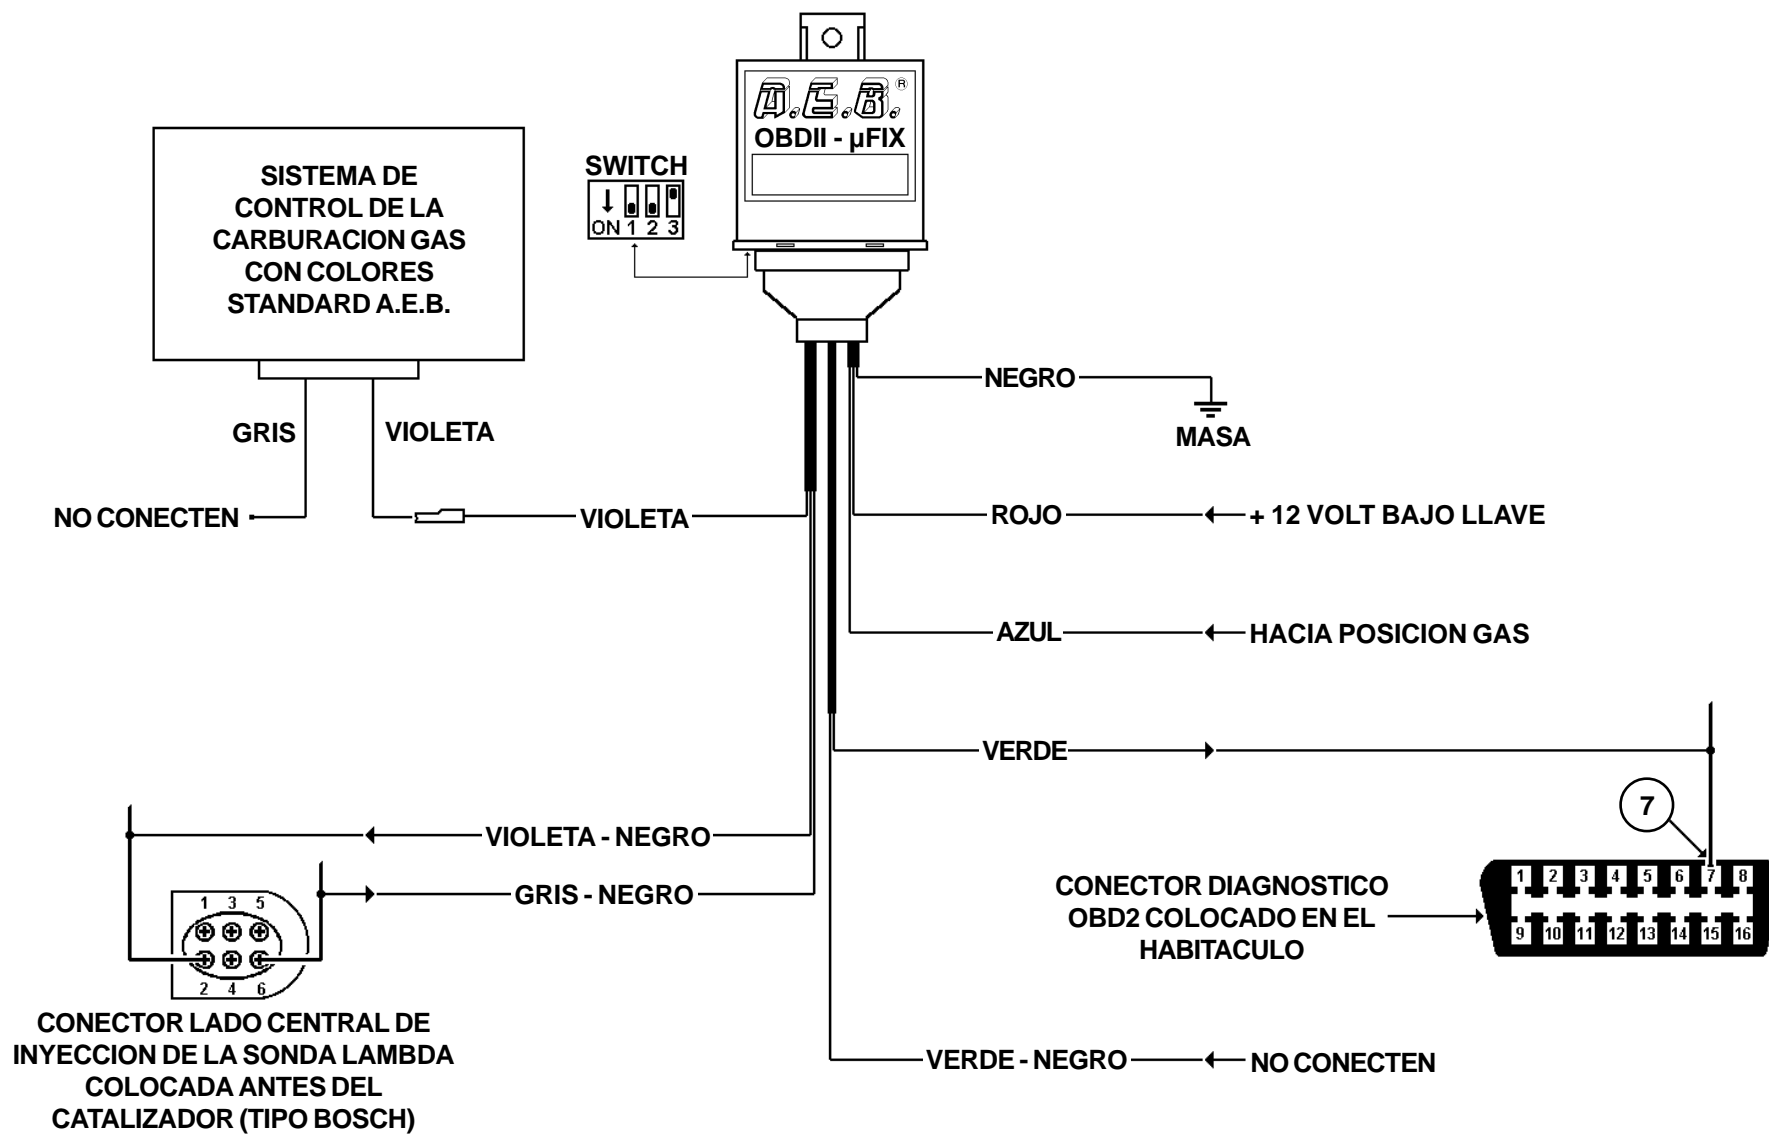 A.E.B.®
OBDII - µFIX
SWITCH
ON 1 2 3
SISTEMA DE
CONTROL DE LA
CARBURACION GAS
CON COLORES
STANDARD A.E.B.
GRIS
VIOLETA
NO CONECTEN
VIOLETA
NEGRO
MASA
ROJO
+ 12 VOLT BAJO LLAVE
AZUL
HACIA POSICION GAS
VERDE
7
VIOLETA - NEGRO
GRIS - NEGRO
1 3 5
2 4 6
CONECTOR LADO CENTRAL DE
INYECCION DE LA SONDA LAMBDA
COLOCADA ANTES DEL
CATALIZADOR (TIPO BOSCH)
CONECTOR DIAGNOSTICO
OBD2 COLOCADO EN EL
HABITACULO
1 2 3 4 5 6 7 8
9 10 11 12 13 14 15 16
VERDE - NEGRO
NO CONECTEN